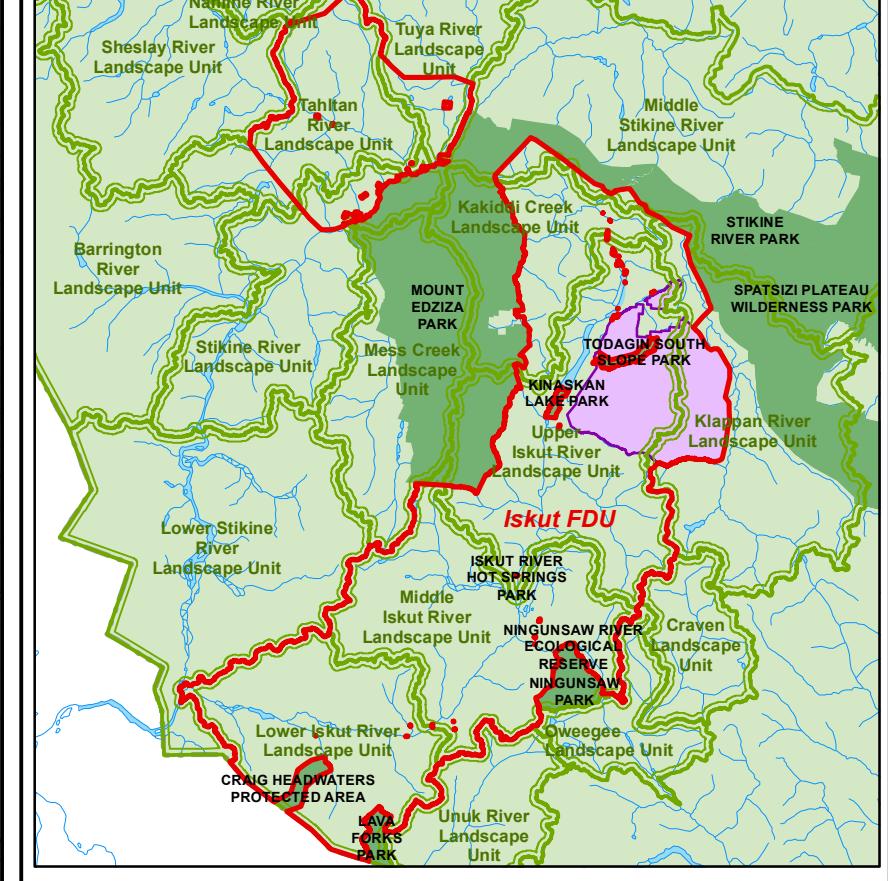 Nahline River
Landscape Unit
Sheslay River
Landscape Unit
Tuya River
Landscape
Unit
Tahltan
River
Landscape Unit
Middle
Stikine River
Landscape Unit
Kakiddi Creek
Landscape Unit
STIKINE
RIVER PARK
Barrington
River
Landscape Unit
MOUNT
EDZIZA
PARK
SPATSIZI PLATEAU
WILDERNESS PARK
Stikine River
Landscape Unit
Mess Creek
Landscape
Unit
TODAGIN SOUTH
SLOPE PARK
KINASKAN
LAKE PARK
Upper
Iskut River
Landscape Unit
Klappan River
Landscape Unit
Iskut FDU
Lower Stikine
River
Landscape Unit
ISKUT RIVER
HOT SPRINGS
PARK
Middle
Iskut River
Landscape Unit
NINGUNSAW RIVER
ECOLOGICAL
RESERVE
NINGUNSAW
PARK
Craven
Landscape
Unit
Lower Iskut River
Landscape Unit
Oweegee
Landscape Unit
CRAIG HEADWATERS
PROTECTED AREA
LAVA
FORKS
PARK
Unuk River
Landscape
Unit